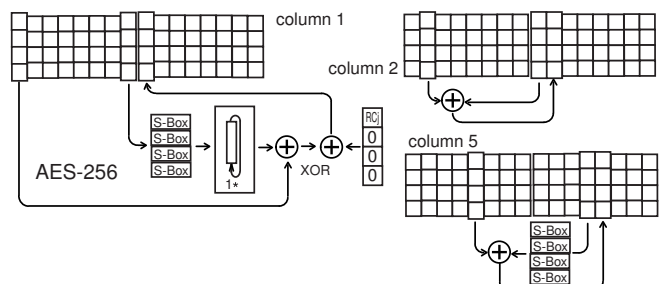 column 1
column 2
S-Box
S-Box
S-Box
S-Box
1*
XOR
RCj
0
0
0
AES-256
column 5
S-Box
S-Box
S-Box
S-Box